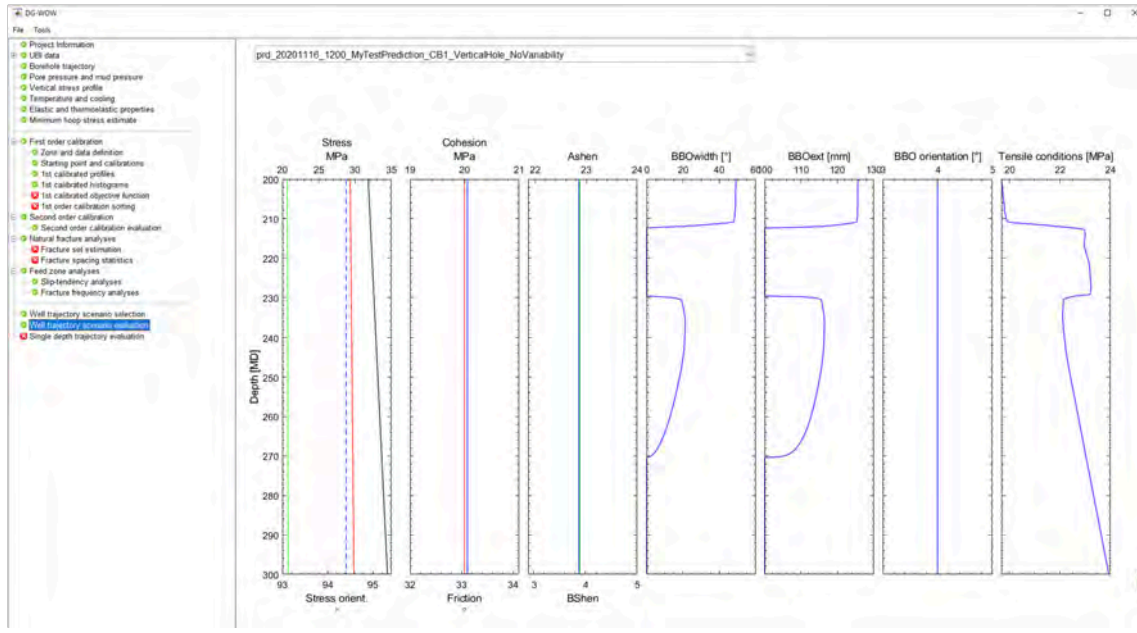 DG-WOW
File Tools
Project Information
UBI data
Borehole trajectory
Pore pressure and mud pressure
Vertical stress profile
Temperature and cooling
Elastic and thermoelastic properties
Minimum hoop stress estimate
First order calibration
Zone and data definition
Starting point and calibrations
1st calibrated profiles
1st calibrated histograms
1st calibrated objective function
1st order calibration sorting
Second order calibration
Second order calibration evaluation
Natural fracture analyses
Fracture set estimation
Fracture spacing statistics
Feed zone analyses
Slip-tendency analyses
Fracture frequency analyses
Well trajectory scenario selection
Well trajectory scenario evaluation
Single depth trajectory evaluation
prd_20201116_1200_MyTestPrediction_CB1_VerticalHole_NoVariability
Stress Cohesion
MPa MPa Ashen BBOwidth [°] BBOext [mm] BBO orientation [°] Tensile conditions [MPa]
20 25 30 35 19 20 21 22 23 24 0 20 40 60 100 110 120 130 3 4 5 20 22 24
200
210
220
230
240
250
260
270
280
290
300
Depth [MD]
93 94 95 32 33 34 3 4 5
Stress orient. Friction BShen
° °